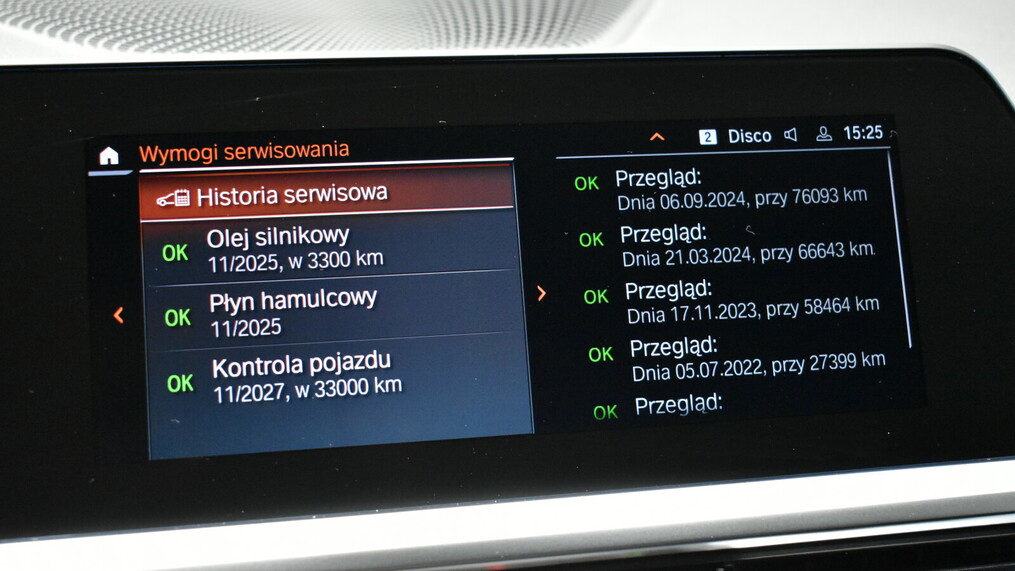 2 Disco 15:25
Wymogi serwisowania
Historia serwisowa
OK Olej silnikowy
11/2025, w 3300 km
OK Płyn hamulcowy
11/2025
OK Kontrola pojazdu
11/2027, w 33000 km
OK Przegląd:
Dnia 06.09.2024, przy 76093 km
OK Przegląd:
Dnia 21.03.2024, przy 66643 km
OK Przegląd:
Dnia 17.11.2023, przy 58464 km
OK Przegląd:
Dnia 05.07.2022, przy 27399 km
OK Przegląd: